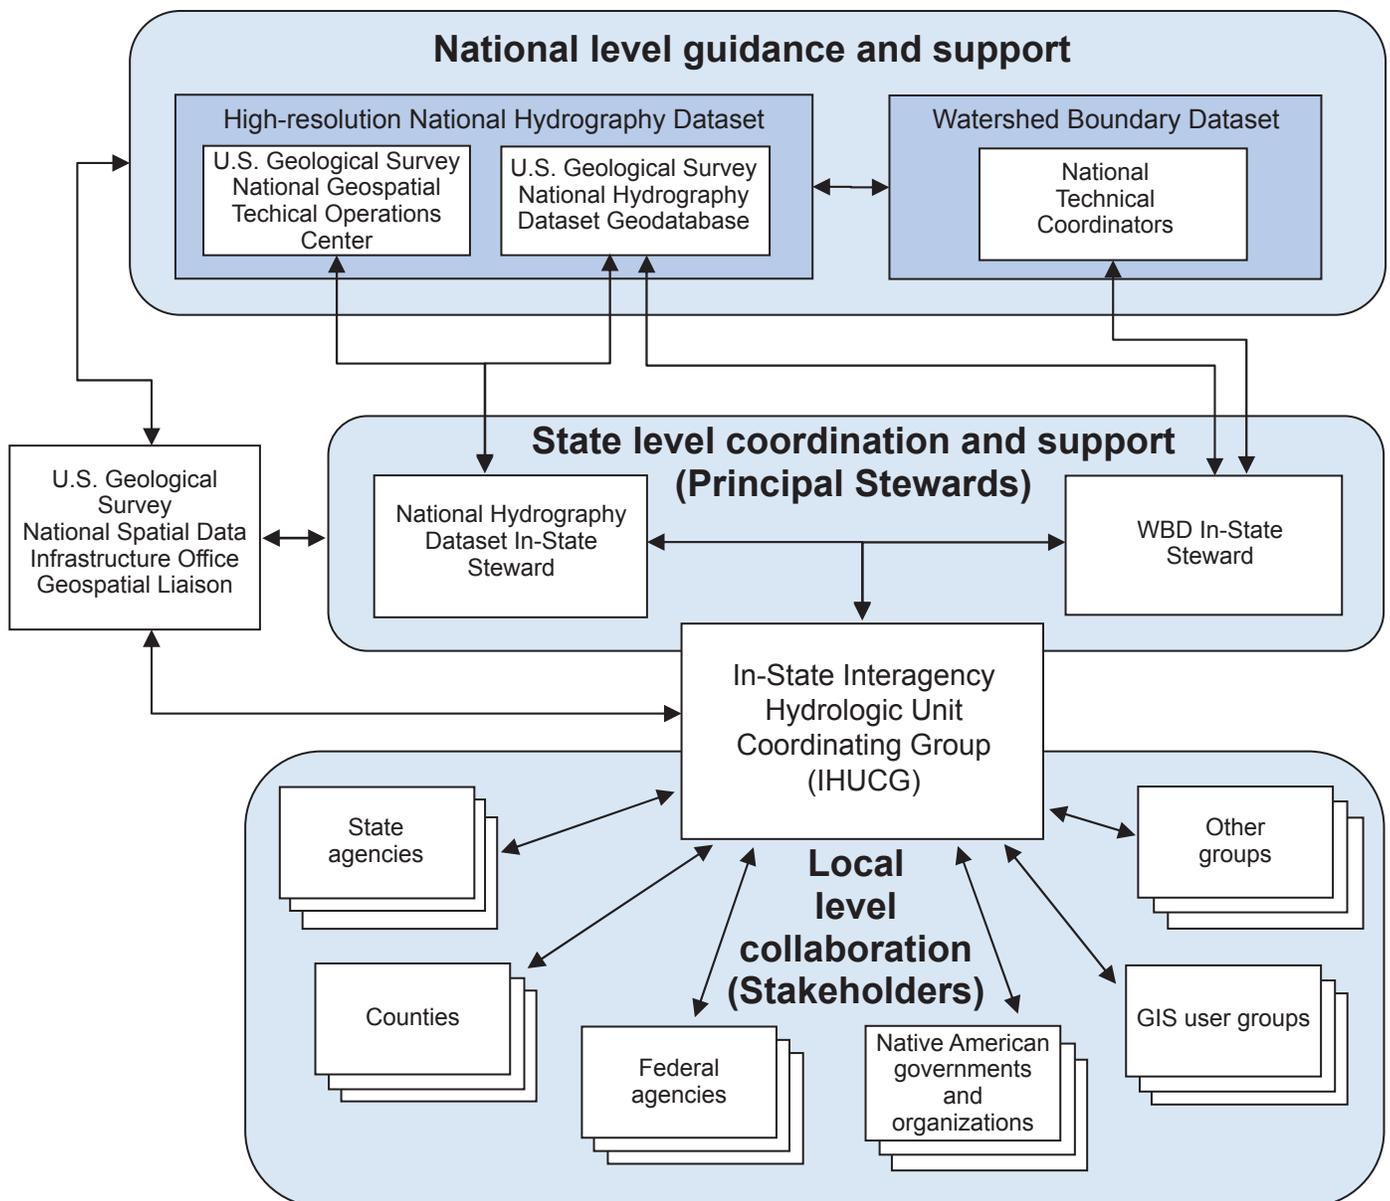 National level guidance and support
High-resolution National Hydrography Dataset
U.S. Geological Survey
National Geospatial
Techical Operations
Center
U.S. Geological Survey
National Hydrography
Dataset Geodatabase
Watershed Boundary Dataset
National
Technical
Coordinators
State level coordination and support
(Principal Stewards)
U.S. Geological
Survey
National Spatial Data
Infrastructure Office
Geospatial Liaison
National Hydrography
Dataset In-State
Steward
WBD In-State
Steward
In-State Interagency
Hydrologic Unit
Coordinating Group
(IHUCG)
State
agencies
Other
groups
Local
level
collaboration
(Stakeholders)
Counties
GIS user groups
Federal
agencies
Native American
governments
and
organizations